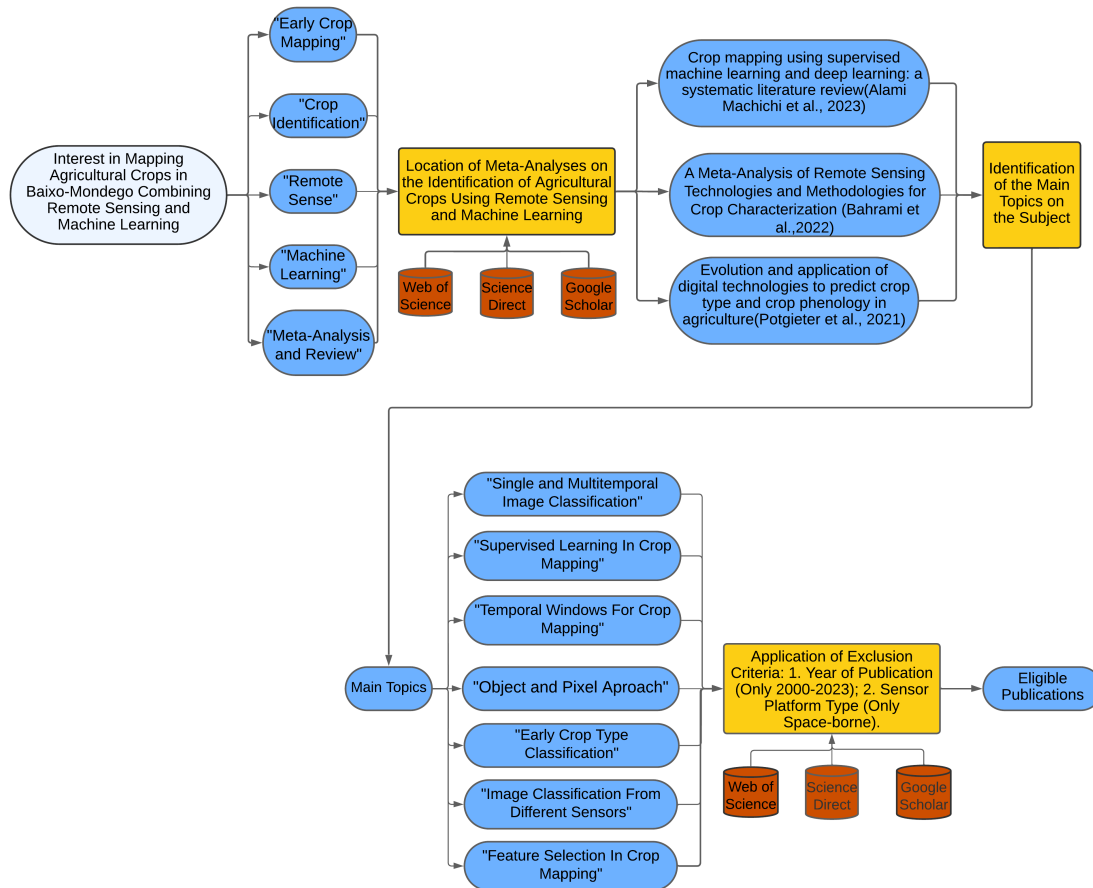 Interest in Mapping
Agricultural Crops in
Baixo-Mondego Combining
Remote Sensing and
Machine Learning
"Early Crop
Mapping"
"Crop
Identification"
"Remote
Sense"
"Machine
Learning"
"Meta-Analysis
and Review"
Location of Meta-Analyses on
the Identification of Agricultural
Crops Using Remote Sensing
and Machine Learning
Web of
Science
Science
Direct
Google
Scholar
Crop mapping using supervised
machine learning and deep learning: a
systematic literature review(Alami
Machichi et al., 2023)
A Meta-Analysis of Remote Sensing
Technologies and Methodologies for
Crop Characterization (Bahrami et
al.,2022)
Evolution and application of
digital technologies to predict crop
type and crop phenology in
agriculture(Potgieter et al., 2021)
Identification
of the Main
Topics on
the Subject
Main Topics
"Single and Multitemporal
Image Classification"
"Supervised Learning In Crop
Mapping"
"Temporal Windows For Crop
Mapping"
"Object and Pixel Aproach"
"Early Crop Type
Classification"
"Image Classification From
Different Sensors"
"Feature Selection In Crop
Mapping"
Application of Exclusion
Criteria: 1. Year of Publication
(Only 2000-2023); 2. Sensor
Platform Type (Only
Space-borne).
Web of
Science
Science
Direct
Google
Scholar
Eligible
Publications